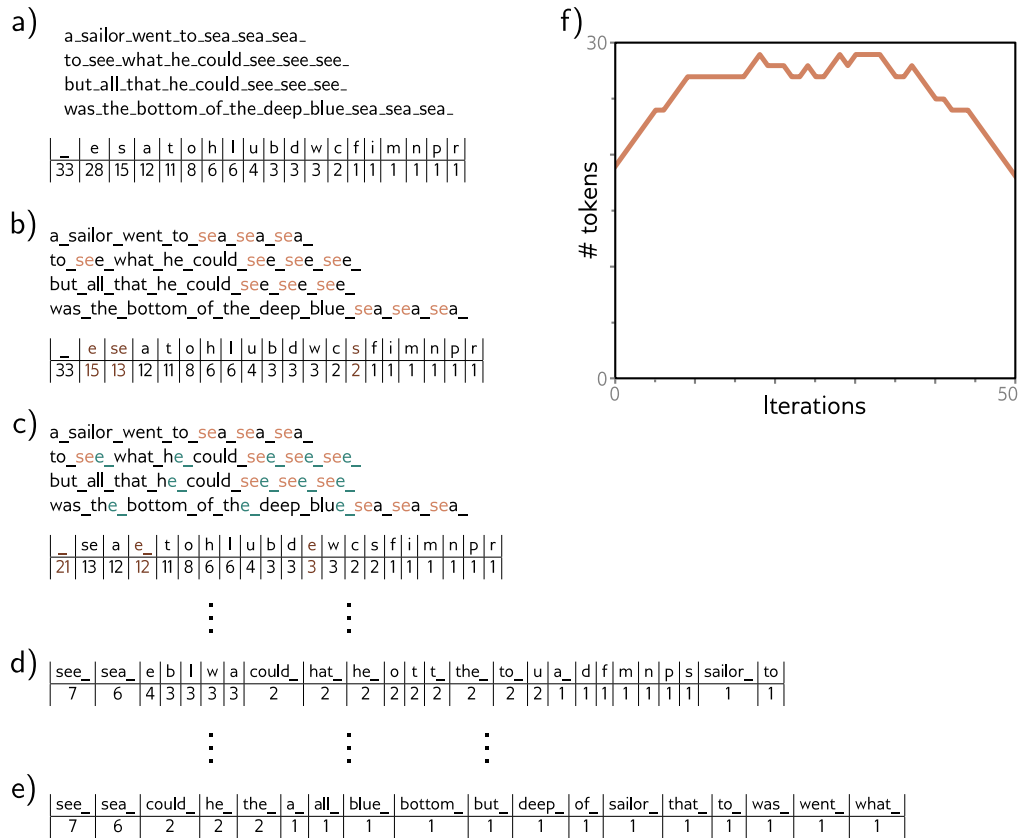 a)
a_sailor_went_to_sea_sea_sea_
to_see_what_he_could_see_see_see_
but_all_that_he_could_see_see_see_
was_the_bottom_of_the_deep_blue_sea_sea_sea_
_ e s a t o h l u b d w c f i m n p r
33 28 15 12 11 8 6 6 4 3 3 3 2 1 1 1 1 1 1
b)
a_sailor_went_to_sea_sea_sea_
to_see_what_he_could_see_see_see_
but_all_that_he_could_see_see_see_
was_the_bottom_of_the_deep_blue_sea_sea_sea_
_ e se a t o h l u b d w c s f i m n p r
33 15 13 12 11 8 6 6 4 3 3 3 2 2 1 1 1 1 1 1
c)
a_sailor_went_to_sea_sea_sea_
to_see_what_he_could_see_see_see_
but_all_that_he_could_see_see_see_
was_the_bottom_of_the_deep_blue_sea_sea_sea_
_ se a e_ t o h l u b d e w c s f i m n p r
21 13 12 12 11 8 6 6 4 3 3 3 3 2 2 1 1 1 1 1 1
d)
see_ sea_ e b l w a could_ hat_ he_ o t t_ the_ to_ u a_ d f m n p s sailor_ to
7 6 4 3 3 3 3 2 2 2 2 2 2 2 2 2 1 1 1 1 1 1 1 1 1
e)
see_ sea_ could_ he_ the_ a_ all_ blue_ bottom_ but_ deep_ of_ sailor_ that_ to_ was_ went_ what_
7 6 2 2 2 1 1 1 1 1 1 1 1 1 1 1 1 1
f)
30
# tokens
0
0
Iterations
50